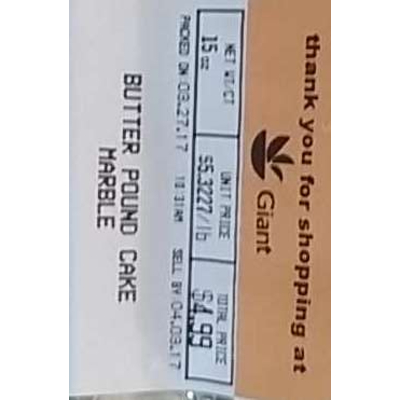 thank you for shopping at
Giant
NET WT/CT UNIT PRICE TOTAL PRICE
15 oz $5.3227/lb $4.99
PACKED ON 03.27.17 10:31AM SELL BY 04.03.17
BUTTER POUND CAKE
MARBLE